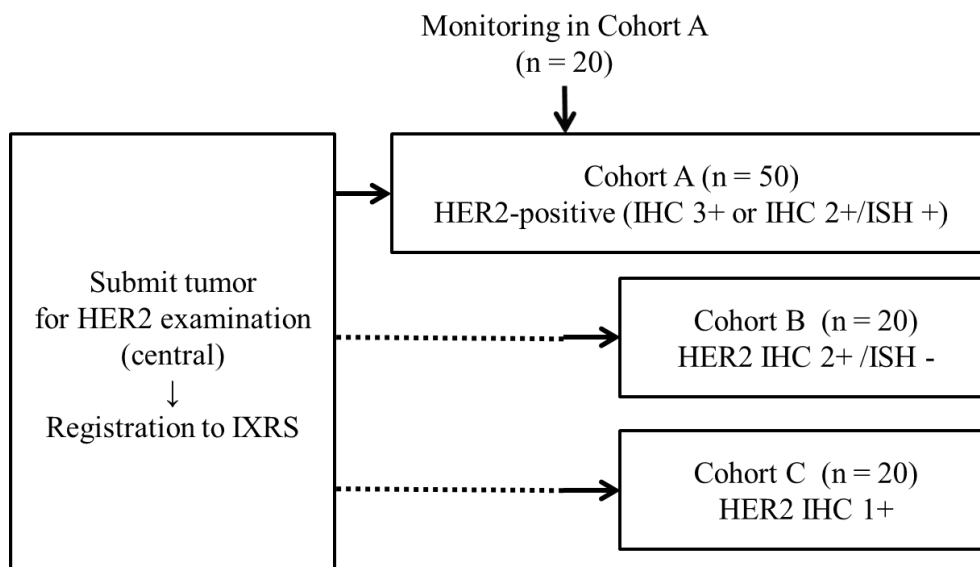 Monitoring in Cohort A
(n = 20)
Cohort A (n = 50)
HER2-positive (IHC 3+ or IHC 2+/ISH +)
Submit tumor
for HER2 examination
(central)
↓
Registration to IXRS
Cohort B (n = 20)
HER2 IHC 2+ /ISH -
Cohort C (n = 20)
HER2 IHC 1+